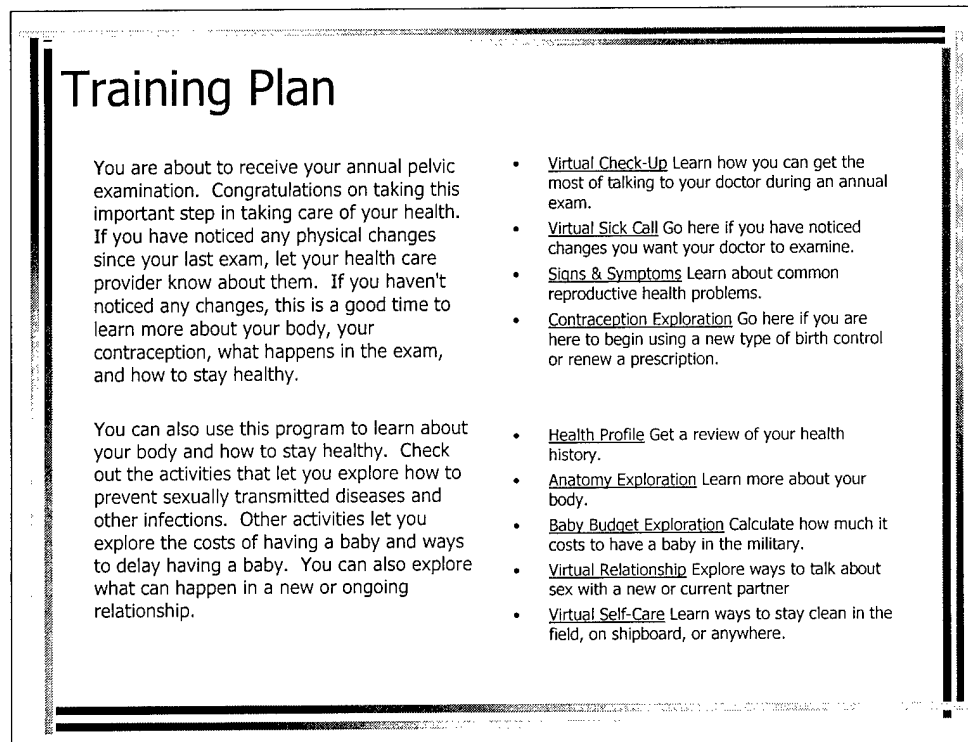 Training Plan
You are about to receive your annual pelvic
examination.  Congratulations on taking this
important step in taking care of your health.
If you have noticed any physical changes
since your last exam, let your health care
provider know about them.  If you haven't
noticed any changes, this is a good time to
learn more about your body, your
contraception, what happens in the exam,
and how to stay healthy.
• Virtual Check-Up Learn how you can get the
most of talking to your doctor during an annual
exam.
• Virtual Sick Call Go here if you have noticed
changes you want your doctor to examine.
• Signs & Symptoms Learn about common
reproductive health problems.
• Contraception Exploration Go here if you are
here to begin using a new type of birth control
or renew a prescription.
You can also use this program to learn about
your body and how to stay healthy.  Check
out the activities that let you explore how to
prevent sexually transmitted diseases and
other infections.  Other activities let you
explore the costs of having a baby and ways
to delay having a baby.  You can also explore
what can happen in a new or ongoing
relationship.
• Health Profile Get a review of your health
history.
• Anatomy Exploration Learn more about your
body.
• Baby Budget Exploration Calculate how much it
costs to have a baby in the military.
• Virtual Relationship Explore ways to talk about
sex with a new or current partner
• Virtual Self-Care Learn ways to stay clean in the
field, on shipboard, or anywhere.